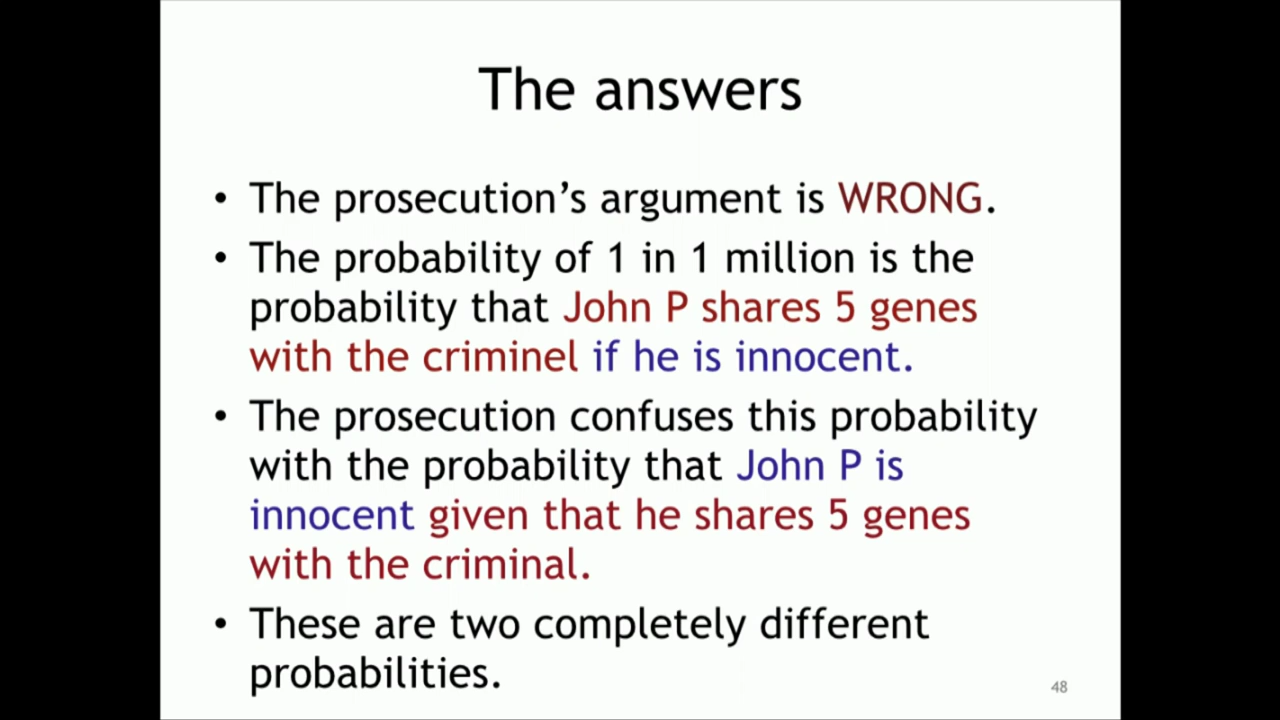 The answers
• The prosecution’s argument is WRONG.
• The probability of 1 in 1 million is the
probability that John P shares 5 genes
with the criminel if he is innocent.
• The prosecution confuses this probability
with the probability that John P is
innocent given that he shares 5 genes
with the criminal.
• These are two completely different
probabilities.
48